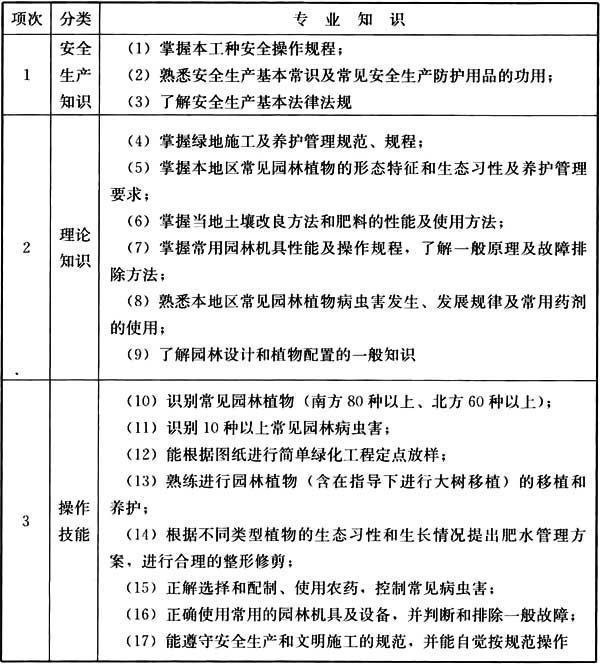 项次 分类 专业知识
安全 (1)掌握本工种安全操作规程；
1 生产 (2)熟悉安全生产基本常识及常见安全生产防护用品的功用；
知识 (3)了解安全生产基本法律法规
(4)掌握绿地施工及养护管理规范、规程；
(5)掌握本地区常见园林植物的形态特征和生态习性及养护管理
要求；
(6)掌握当地土壤改良方法和肥料的性能及使用方法；
2 理论知识 (7)掌握常用园林机具性能及操作规程，了解一般原理及故障排
除方法；
(8)熟悉本地区常见园林植物病虫害发生、发展规律及常用药剂
的使用；
(9)了解园林设计和植物配置的一般知识
(10)识别常见园林植物（南方80种以上、北方60种以上）；
(11)识别10种以上常见园林病虫害；
(12)能根据图纸进行简单绿化工程定点放样；
(13)熟练进行园林植物（含在指导下进行大树移植）的移植和
养护；
3 操作技能 (14)根据不同类型植物的生态习性和生长情况提出肥水管理方
案，进行合理的整形修剪；
(15)正解选择和配制、使用农药，控制常见病虫害；
(16)正确使用常用的园林机具及设备，并判断和排除一般故障；
(17)能遵守安全生产和文明施工的规范，并能自觉按规范操作